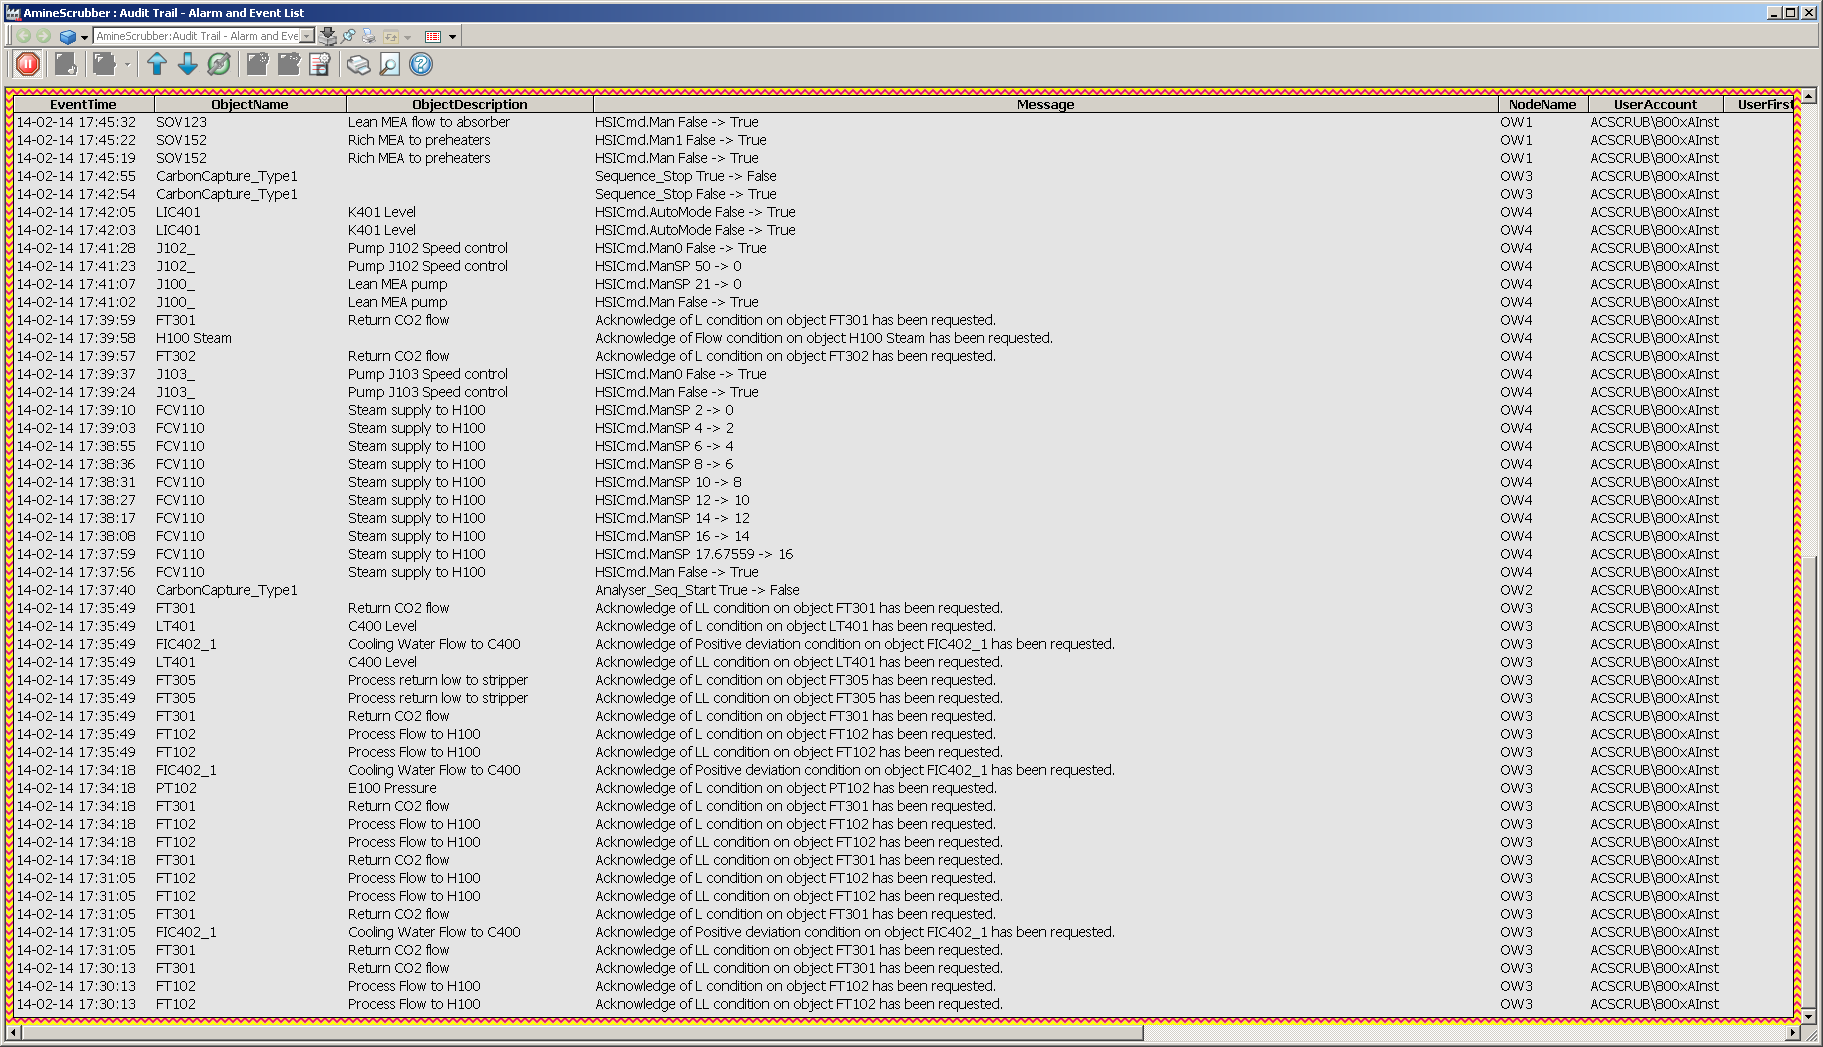 AmineScrubber : Audit Trail - Alarm and Event List
AmineScrubber:Audit Trail - Alarm and Eve
EventTime ObjectName ObjectDescription Message NodeName UserAccount UserFirst
14-02-14 17:45:32 SOV123 Lean MEA flow to absorber HSICmd.Man False -> True OW1 ACSCRUB\800xAInst
14-02-14 17:45:22 SOV152 Rich MEA to preheaters HSICmd.Man1 False -> True OW1 ACSCRUB\800xAInst
14-02-14 17:45:19 SOV152 Rich MEA to preheaters HSICmd.Man False -> True OW1 ACSCRUB\800xAInst
14-02-14 17:42:55 CarbonCapture_Type1 Sequence_Stop True -> False OW3 ACSCRUB\800xAInst
14-02-14 17:42:54 CarbonCapture_Type1 Sequence_Stop False -> True OW3 ACSCRUB\800xAInst
14-02-14 17:42:05 LIC401 K401 Level HSICmd.AutoMode False -> True OW4 ACSCRUB\800xAInst
14-02-14 17:42:03 LIC401 K401 Level HSICmd.AutoMode False -> True OW4 ACSCRUB\800xAInst
14-02-14 17:41:28 J102_ Pump J102 Speed control HSICmd.Man0 False -> True OW4 ACSCRUB\800xAInst
14-02-14 17:41:23 J102_ Pump J102 Speed control HSICmd.ManSP 50 -> 0 OW4 ACSCRUB\800xAInst
14-02-14 17:41:07 J100_ Lean MEA pump HSICmd.ManSP 21 -> 0 OW4 ACSCRUB\800xAInst
14-02-14 17:41:02 J100_ Lean MEA pump HSICmd.Man False -> True OW4 ACSCRUB\800xAInst
14-02-14 17:39:59 FT301 Return CO2 flow Acknowledge of L condition on object FT301 has been requested. OW4 ACSCRUB\800xAInst
14-02-14 17:39:58 H100 Steam Acknowledge of Flow condition on object H100 Steam has been requested. OW4 ACSCRUB\800xAInst
14-02-14 17:39:57 FT302 Return CO2 flow Acknowledge of L condition on object FT302 has been requested. OW4 ACSCRUB\800xAInst
14-02-14 17:39:37 J103_ Pump J103 Speed control HSICmd.Man0 False -> True OW4 ACSCRUB\800xAInst
14-02-14 17:39:24 J103_ Pump J103 Speed control HSICmd.Man False -> True OW4 ACSCRUB\800xAInst
14-02-14 17:39:10 FCV110 Steam supply to H100 HSICmd.ManSP 2 -> 0 OW4 ACSCRUB\800xAInst
14-02-14 17:39:03 FCV110 Steam supply to H100 HSICmd.ManSP 4 -> 2 OW4 ACSCRUB\800xAInst
14-02-14 17:38:55 FCV110 Steam supply to H100 HSICmd.ManSP 6 -> 4 OW4 ACSCRUB\800xAInst
14-02-14 17:38:36 FCV110 Steam supply to H100 HSICmd.ManSP 8 -> 6 OW4 ACSCRUB\800xAInst
14-02-14 17:38:31 FCV110 Steam supply to H100 HSICmd.ManSP 10 -> 8 OW4 ACSCRUB\800xAInst
14-02-14 17:38:27 FCV110 Steam supply to H100 HSICmd.ManSP 12 -> 10 OW4 ACSCRUB\800xAInst
14-02-14 17:38:17 FCV110 Steam supply to H100 HSICmd.ManSP 14 -> 12 OW4 ACSCRUB\800xAInst
14-02-14 17:38:08 FCV110 Steam supply to H100 HSICmd.ManSP 16 -> 14 OW4 ACSCRUB\800xAInst
14-02-14 17:37:59 FCV110 Steam supply to H100 HSICmd.ManSP 17.67559 -> 16 OW4 ACSCRUB\800xAInst
14-02-14 17:37:56 FCV110 Steam supply to H100 HSICmd.Man False -> True OW4 ACSCRUB\800xAInst
14-02-14 17:37:40 CarbonCapture_Type1 Analyser_Seq_Start True -> False OW2 ACSCRUB\800xAInst
14-02-14 17:35:49 FT301 Return CO2 flow Acknowledge of LL condition on object FT301 has been requested. OW3 ACSCRUB\800xAInst
14-02-14 17:35:49 LT401 C400 Level Acknowledge of L condition on object LT401 has been requested. OW3 ACSCRUB\800xAInst
14-02-14 17:35:49 FIC402_1 Cooling Water Flow to C400 Acknowledge of Positive deviation condition on object FIC402_1 has been requested. OW3 ACSCRUB\800xAInst
14-02-14 17:35:49 LT401 C400 Level Acknowledge of LL condition on object LT401 has been requested. OW3 ACSCRUB\800xAInst
14-02-14 17:35:49 FT305 Process return low to stripper Acknowledge of L condition on object FT305 has been requested. OW3 ACSCRUB\800xAInst
14-02-14 17:35:49 FT305 Process return low to stripper Acknowledge of LL condition on object FT305 has been requested. OW3 ACSCRUB\800xAInst
14-02-14 17:35:49 FT301 Return CO2 flow Acknowledge of L condition on object FT301 has been requested. OW3 ACSCRUB\800xAInst
14-02-14 17:35:49 FT102 Process Flow to H100 Acknowledge of L condition on object FT102 has been requested. OW3 ACSCRUB\800xAInst
14-02-14 17:35:49 FT102 Process Flow to H100 Acknowledge of LL condition on object FT102 has been requested. OW3 ACSCRUB\800xAInst
14-02-14 17:34:18 FIC402_1 Cooling Water Flow to C400 Acknowledge of Positive deviation condition on object FIC402_1 has been requested. OW3 ACSCRUB\800xAInst
14-02-14 17:34:18 PT102 E100 Pressure Acknowledge of L condition on object PT102 has been requested. OW3 ACSCRUB\800xAInst
14-02-14 17:34:18 FT301 Return CO2 flow Acknowledge of L condition on object FT301 has been requested. OW3 ACSCRUB\800xAInst
14-02-14 17:34:18 FT102 Process Flow to H100 Acknowledge of L condition on object FT102 has been requested. OW3 ACSCRUB\800xAInst
14-02-14 17:34:18 FT102 Process Flow to H100 Acknowledge of LL condition on object FT102 has been requested. OW3 ACSCRUB\800xAInst
14-02-14 17:34:18 FT301 Return CO2 flow Acknowledge of LL condition on object FT301 has been requested. OW3 ACSCRUB\800xAInst
14-02-14 17:31:05 FT102 Process Flow to H100 Acknowledge of L condition on object FT102 has been requested. OW3 ACSCRUB\800xAInst
14-02-14 17:31:05 FT102 Process Flow to H100 Acknowledge of LL condition on object FT102 has been requested. OW3 ACSCRUB\800xAInst
14-02-14 17:31:05 FT301 Return CO2 flow Acknowledge of L condition on object FT301 has been requested. OW3 ACSCRUB\800xAInst
14-02-14 17:31:05 FIC402_1 Cooling Water Flow to C400 Acknowledge of Positive deviation condition on object FIC402_1 has been requested. OW3 ACSCRUB\800xAInst
14-02-14 17:31:05 FT301 Return CO2 flow Acknowledge of LL condition on object FT301 has been requested. OW3 ACSCRUB\800xAInst
14-02-14 17:30:13 FT301 Return CO2 flow Acknowledge of LL condition on object FT301 has been requested. OW3 ACSCRUB\800xAInst
14-02-14 17:30:13 FT102 Process Flow to H100 Acknowledge of L condition on object FT102 has been requested. OW3 ACSCRUB\800xAInst
14-02-14 17:30:13 FT102 Process Flow to H100 Acknowledge of LL condition on object FT102 has been requested. OW3 ACSCRUB\800xAInst